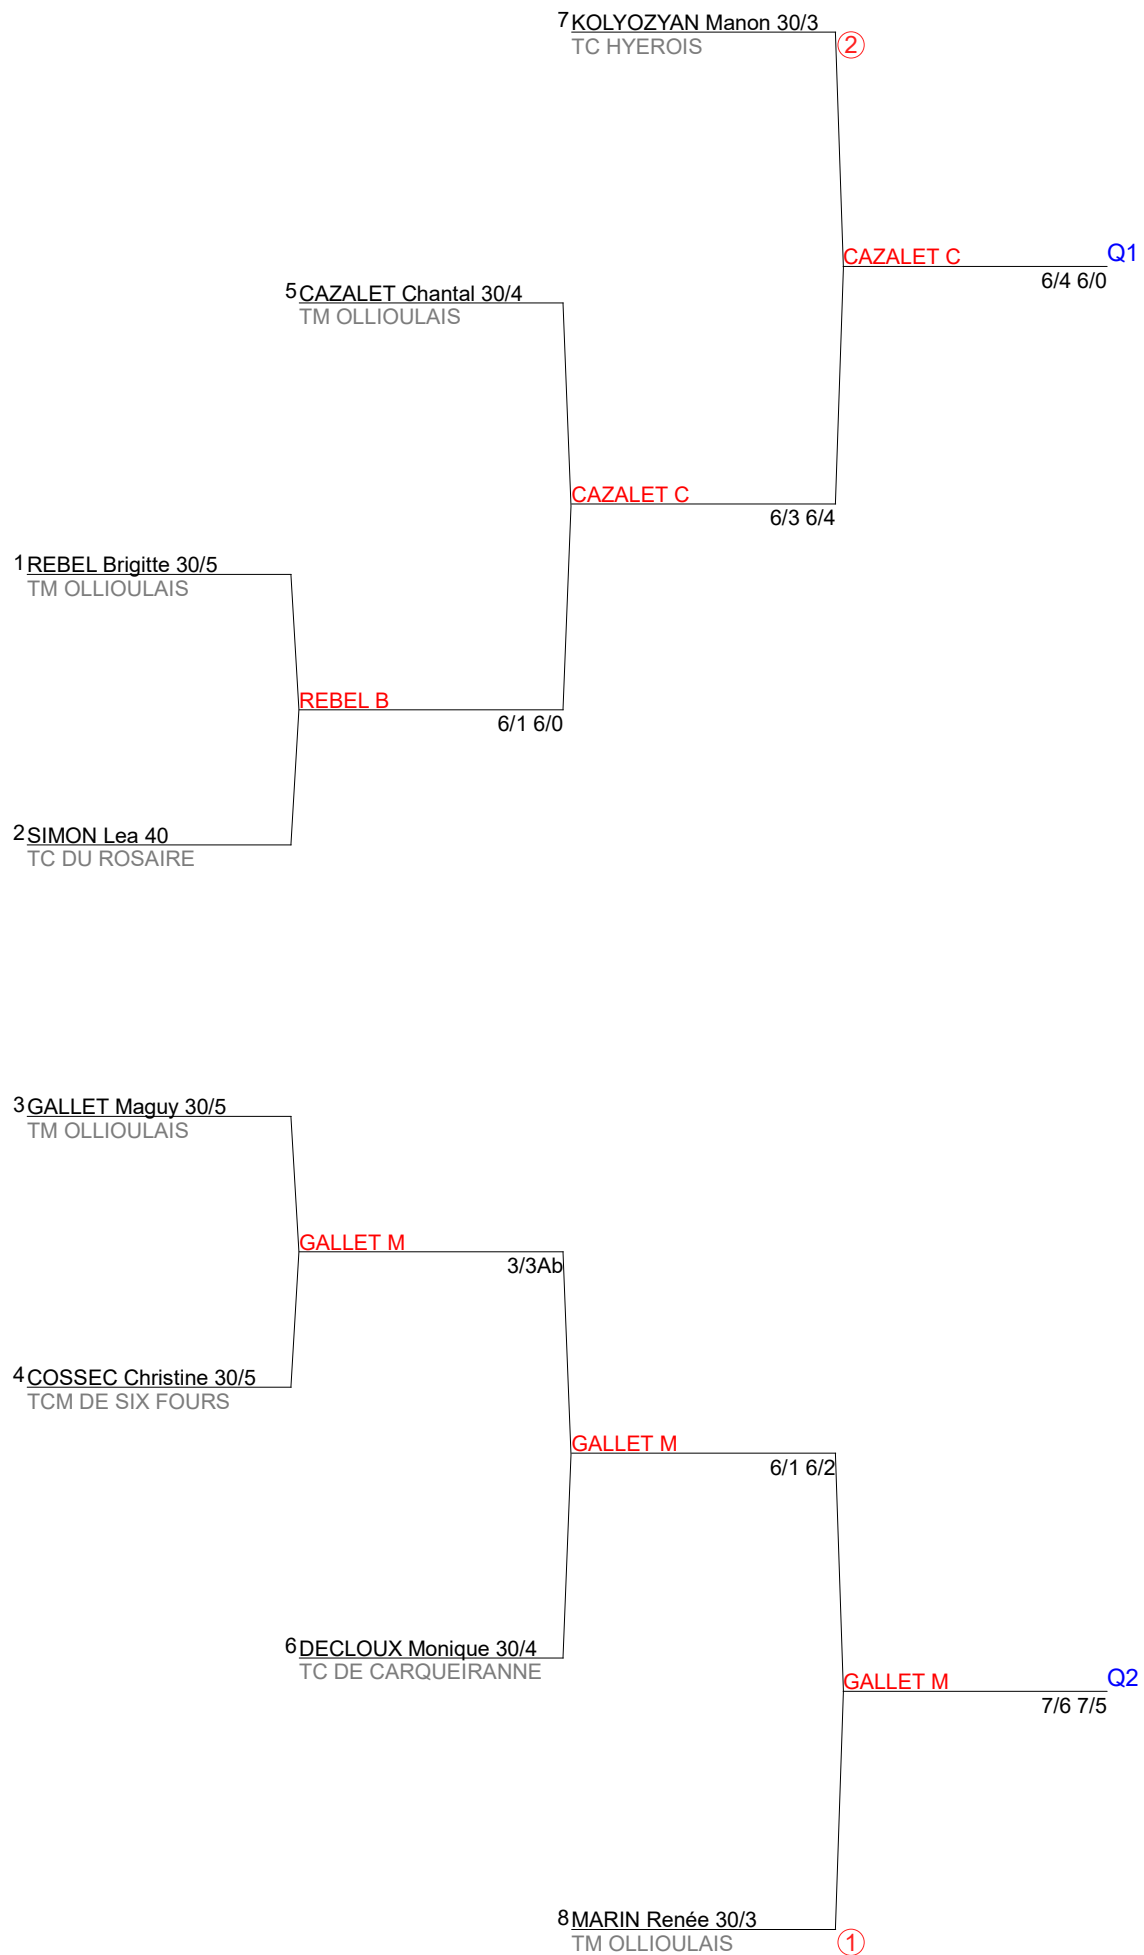 7 KOLYOZYAN Manon 30/3
TC HYEROIS
2
CAZALET C
Q1
6/4 6/0
5 CAZALET Chantal 30/4
TM OLLIOULAIS
CAZALET C
6/3 6/4
1 REBEL Brigitte 30/5
TM OLLIOULAIS
REBEL B
6/1 6/0
2 SIMON Lea 40
TC DU ROSAIRE
3 GALLET Maguy 30/5
TM OLLIOULAIS
GALLET M
3/3Ab
4 COSSEC Christine 30/5
TCM DE SIX FOURS
GALLET M
6/1 6/2
6 DECLOUX Monique 30/4
TC DE CARQUEIRANNE
GALLET M
Q2
7/6 7/5
8 MARIN Renée 30/3
TM OLLIOULAIS
1